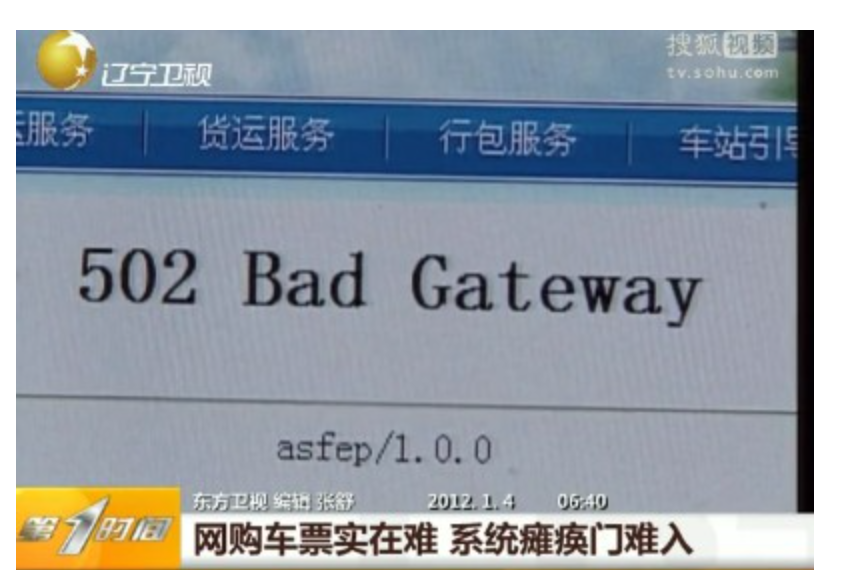 辽宁卫视
搜狐视频
tv.sohu.com
服务 货运服务 行包服务 车站引导
502 Bad Gateway
asfep/1.0.0
东方卫视 编辑 张舒 2012.1.4 06:40
第1时间
网购车票实在难 系统瘫痪门难入